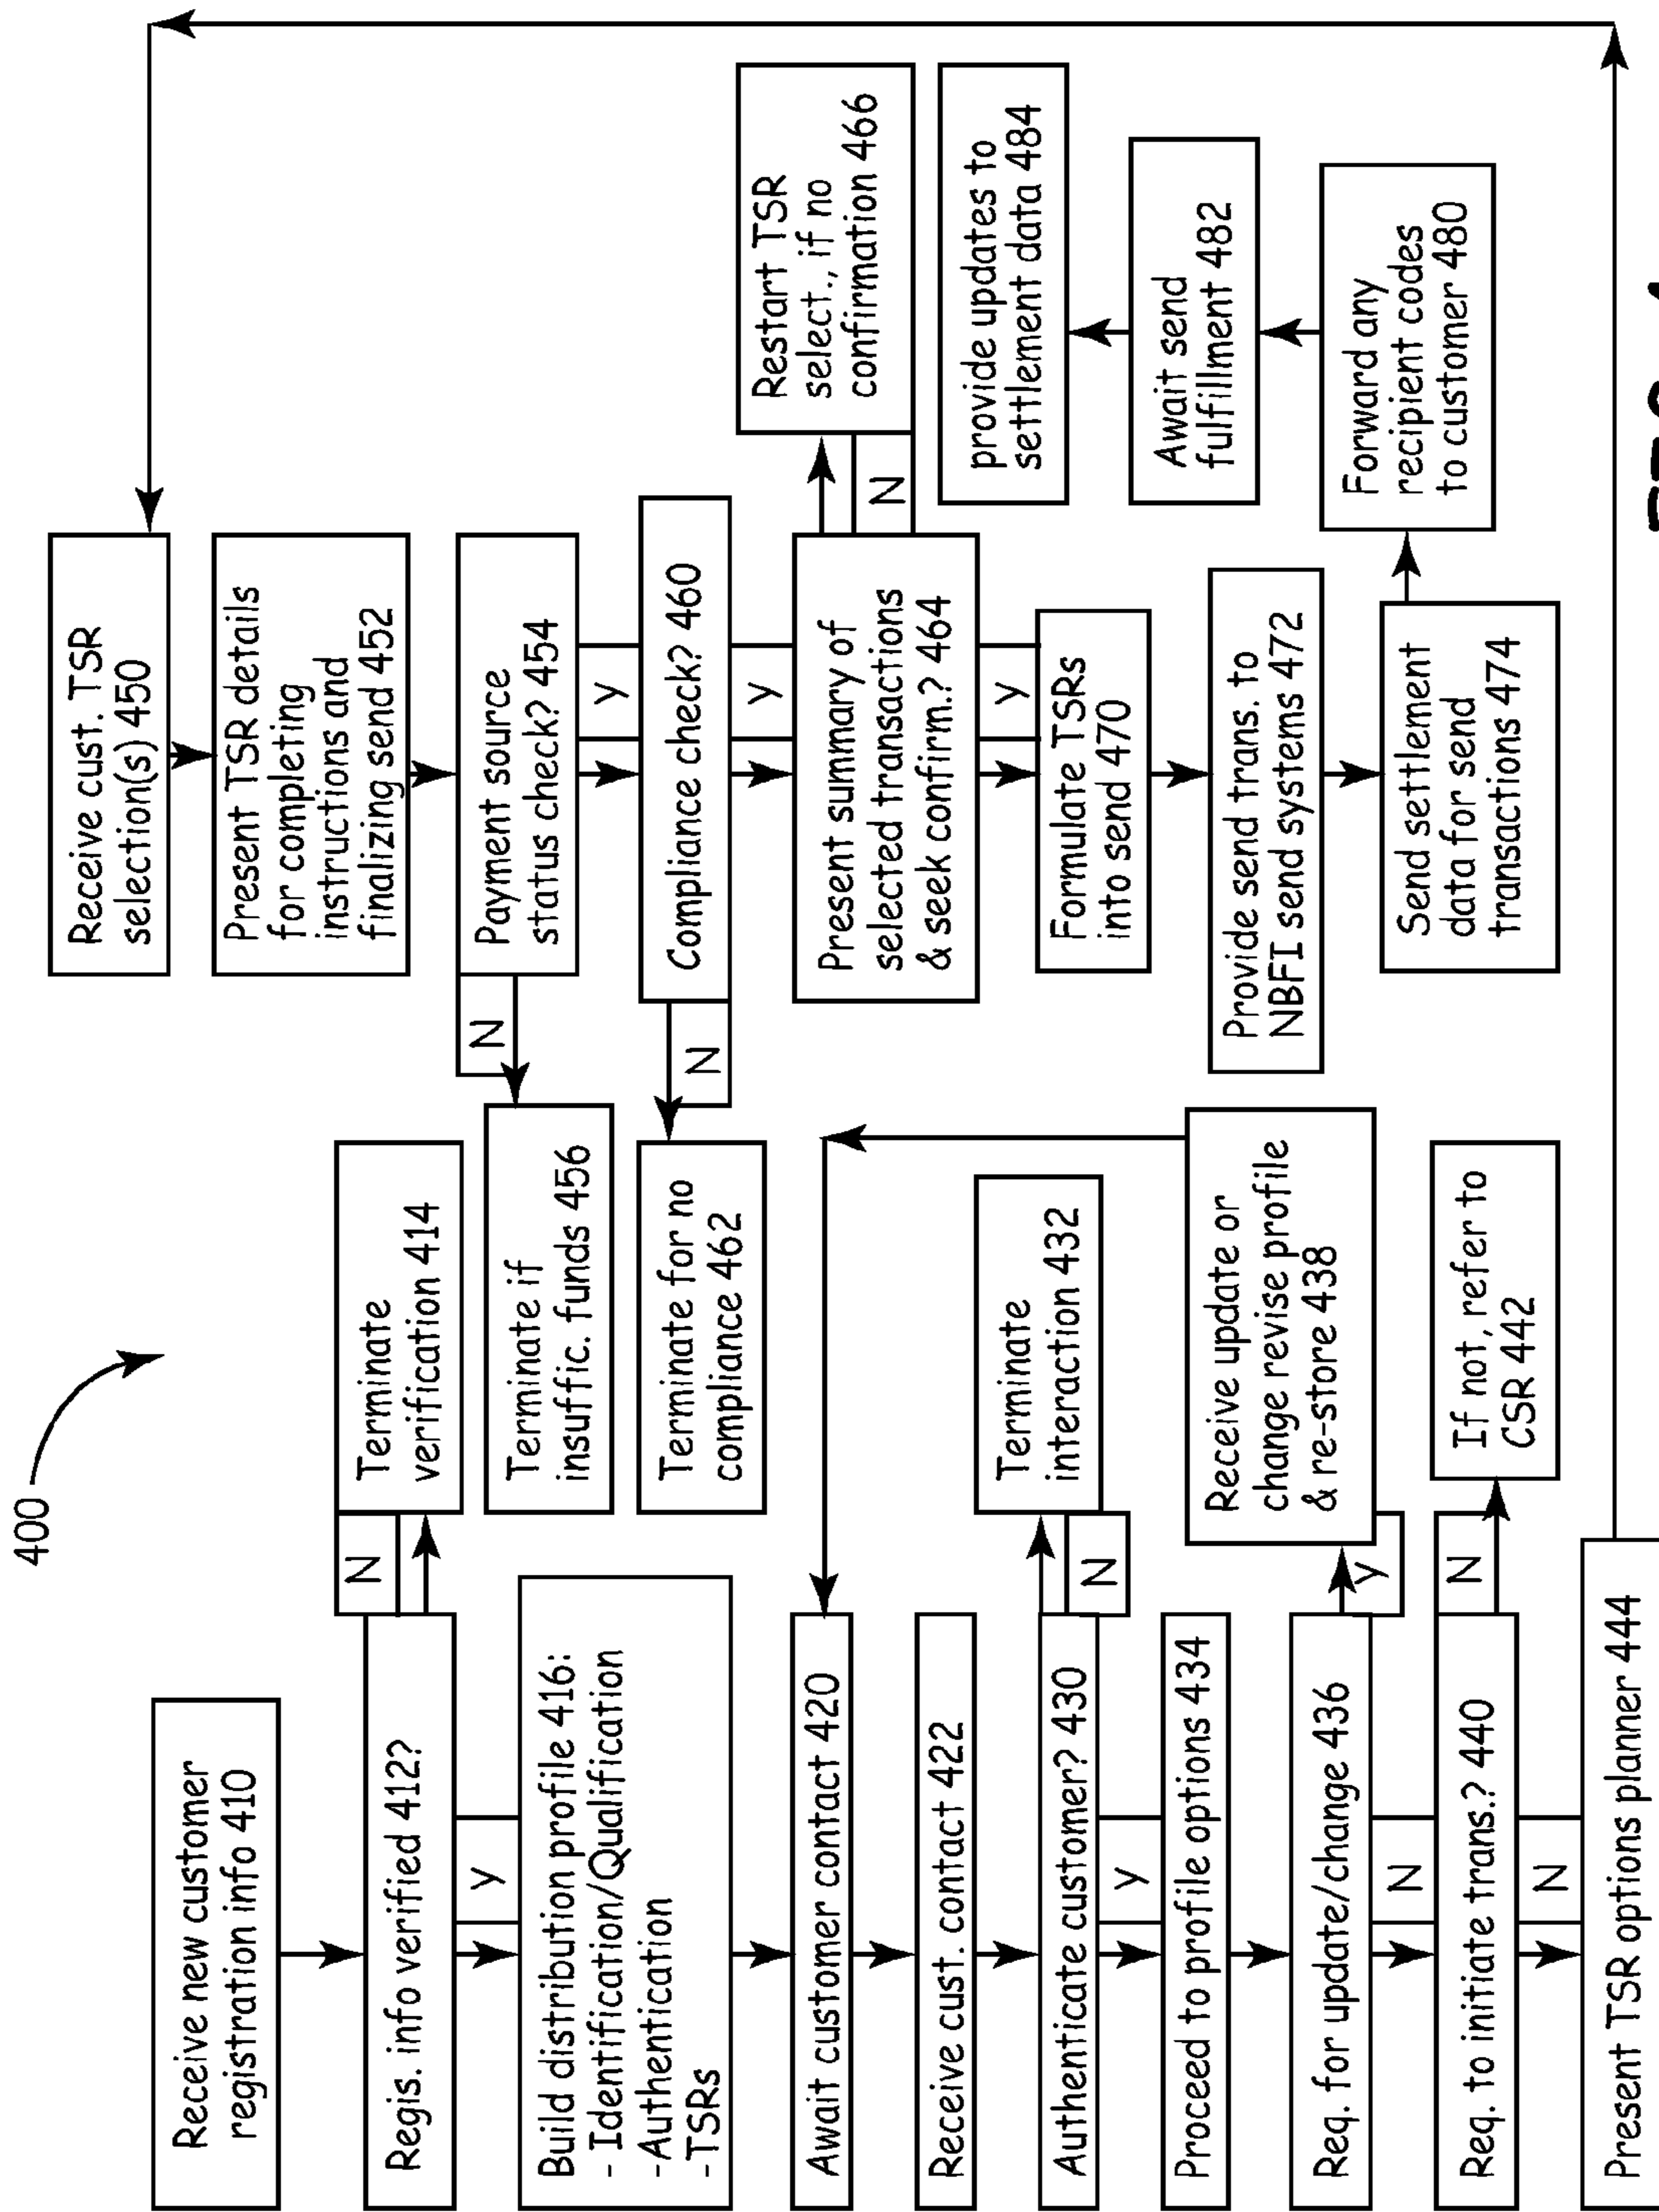 400
Receive new customer
registration info 410
Regis. info verified 412?
N
Terminate
verification 414
y
Build distribution profile 416:
- Identification/Qualification
-Authentication
-TSRs
Await customer contact 420
Receive cust. contact 422
Authenticate customer? 430
N
Terminate
interaction 432
y
Proceed to profile options 434
Req. for update/change 436
y
Receive update or
change revise profile
& re-store 438
N
Req. to initiate trans.? 440
N
If not, refer to
CSR 442
N
Present TSR options planner 444
Receive cust. TSR
selection(s) 450
Present TSR details
for completing
instructions and
finalizing send 452
Payment source
status check? 454
N
Terminate if
insuffic. funds 456
y
Compliance check? 460
N
Terminate for no
compliance 462
y
Present summary of
selected transactions
& seek confirm.? 464
N
Restart TSR
select., if no
confirmation 466
y
Formulate TSRs
into send 470
Provide send trans. to
NBFI send systems 472
Send settlement
data for send
transactions 474
Forward any
recipient codes
to customer 480
Await send
fulfillment 482
provide updates to
settlement data 484